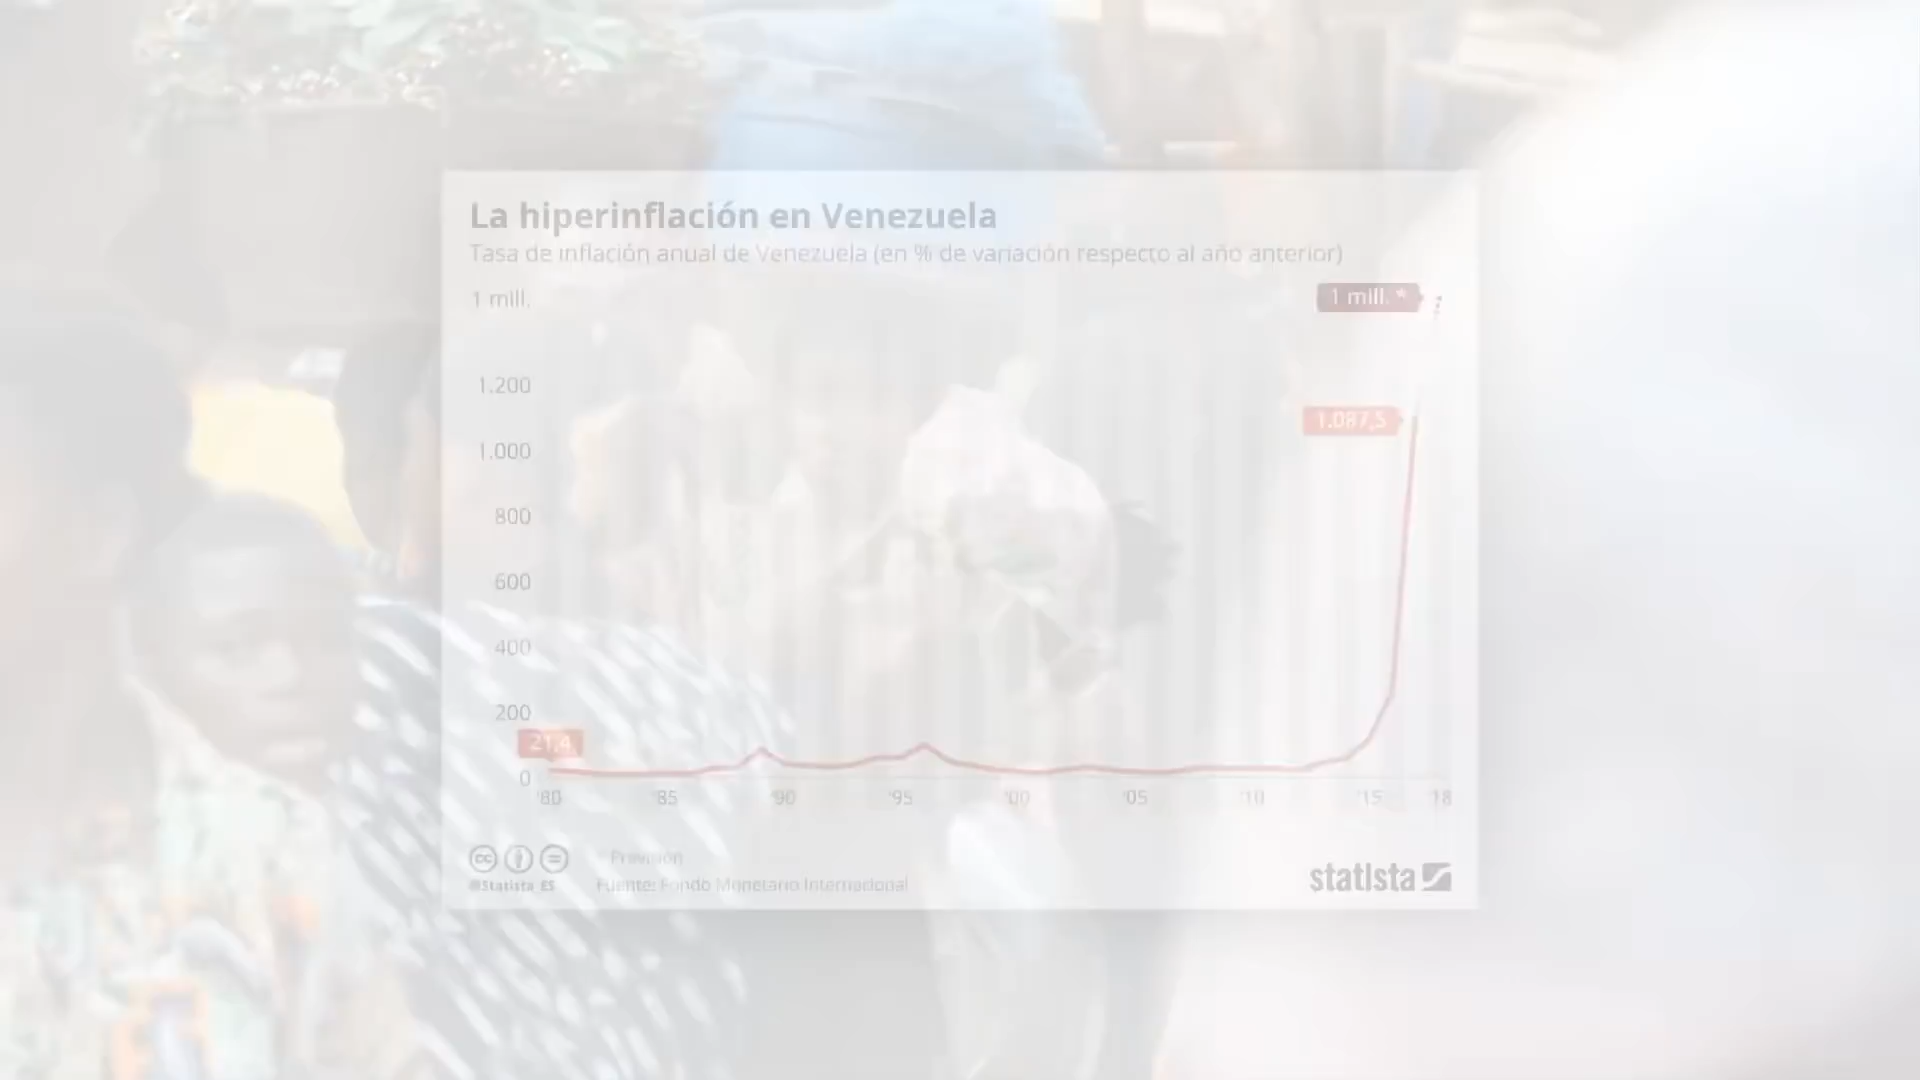 La hiperinflación en Venezuela
Tasa de inflación anual de Venezuela (en % de variación respecto al año anterior)
1 mill.
1 mill. *
1.200
1.087,5
1.000
800
600
400
200
21,4
0
'80 '85 '90 '95 '00 '05 '10 '15 '18
Previsión
@Statista_ES
Fuente: Fondo Monetario Internacional
statista